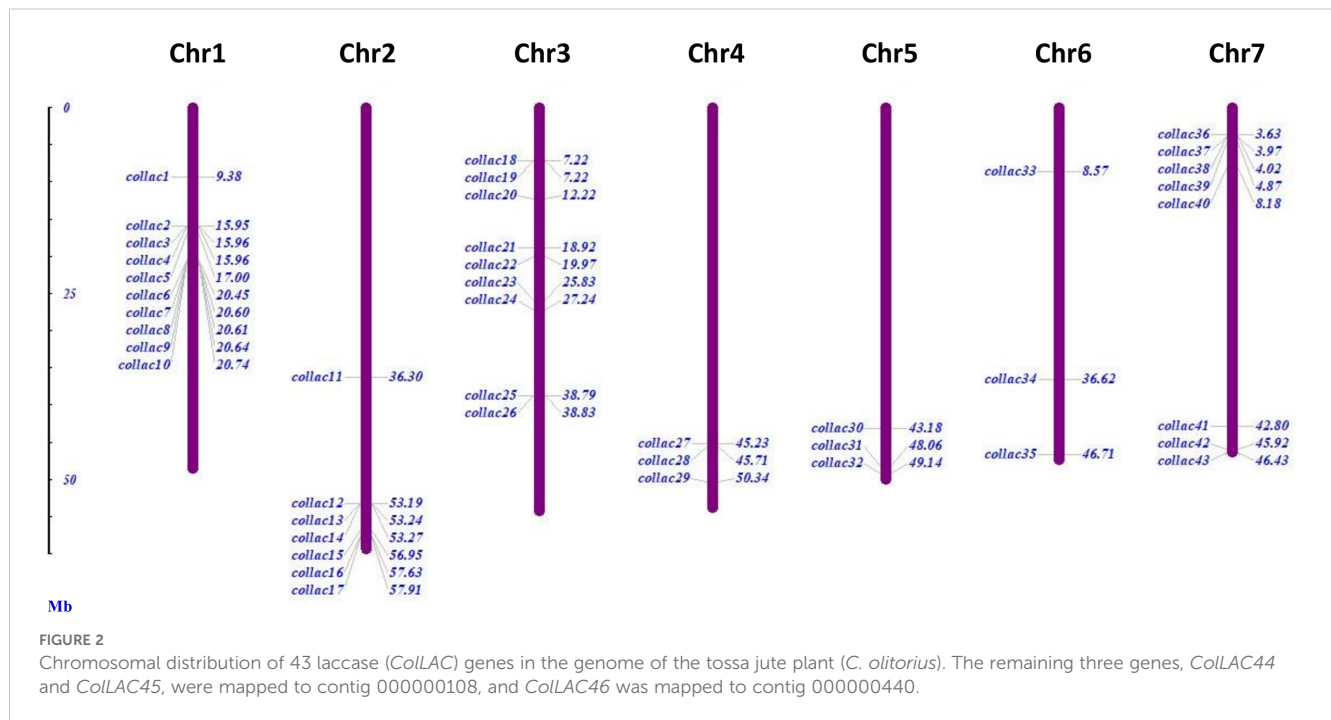 Chr1 Chr2 Chr3 Chr4 Chr5 Chr6 Chr7
0
25
50
Mb
collac1 9.38
collac2 15.95
collac3 15.96
collac4 15.96
collac5 17.00
collac6 20.45
collac7 20.60
collac8 20.61
collac9 20.64
collac10 20.74
collac11 36.30
collac12 53.19
collac13 53.24
collac14 53.27
collac15 56.95
collac16 57.63
collac17 57.91
collac18 7.22
collac19 7.22
collac20 12.22
collac21 18.92
collac22 19.97
collac23 25.83
collac24 27.24
collac25 38.79
collac26 38.83
collac27 45.23
collac28 45.71
collac29 50.34
collac30 43.18
collac31 48.06
collac32 49.14
collac33 8.57
collac34 36.62
collac35 46.71
collac36 3.63
collac37 3.97
collac38 4.02
collac39 4.87
collac40 8.18
collac41 42.80
collac42 45.92
collac43 46.43
FIGURE 2
Chromosomal distribution of 43 laccase (ColLAC) genes in the genome of the tossa jute plant (C. olitorius). The remaining three genes, ColLAC44
and ColLAC45, were mapped to contig 000000108, and ColLAC46 was mapped to contig 000000440.